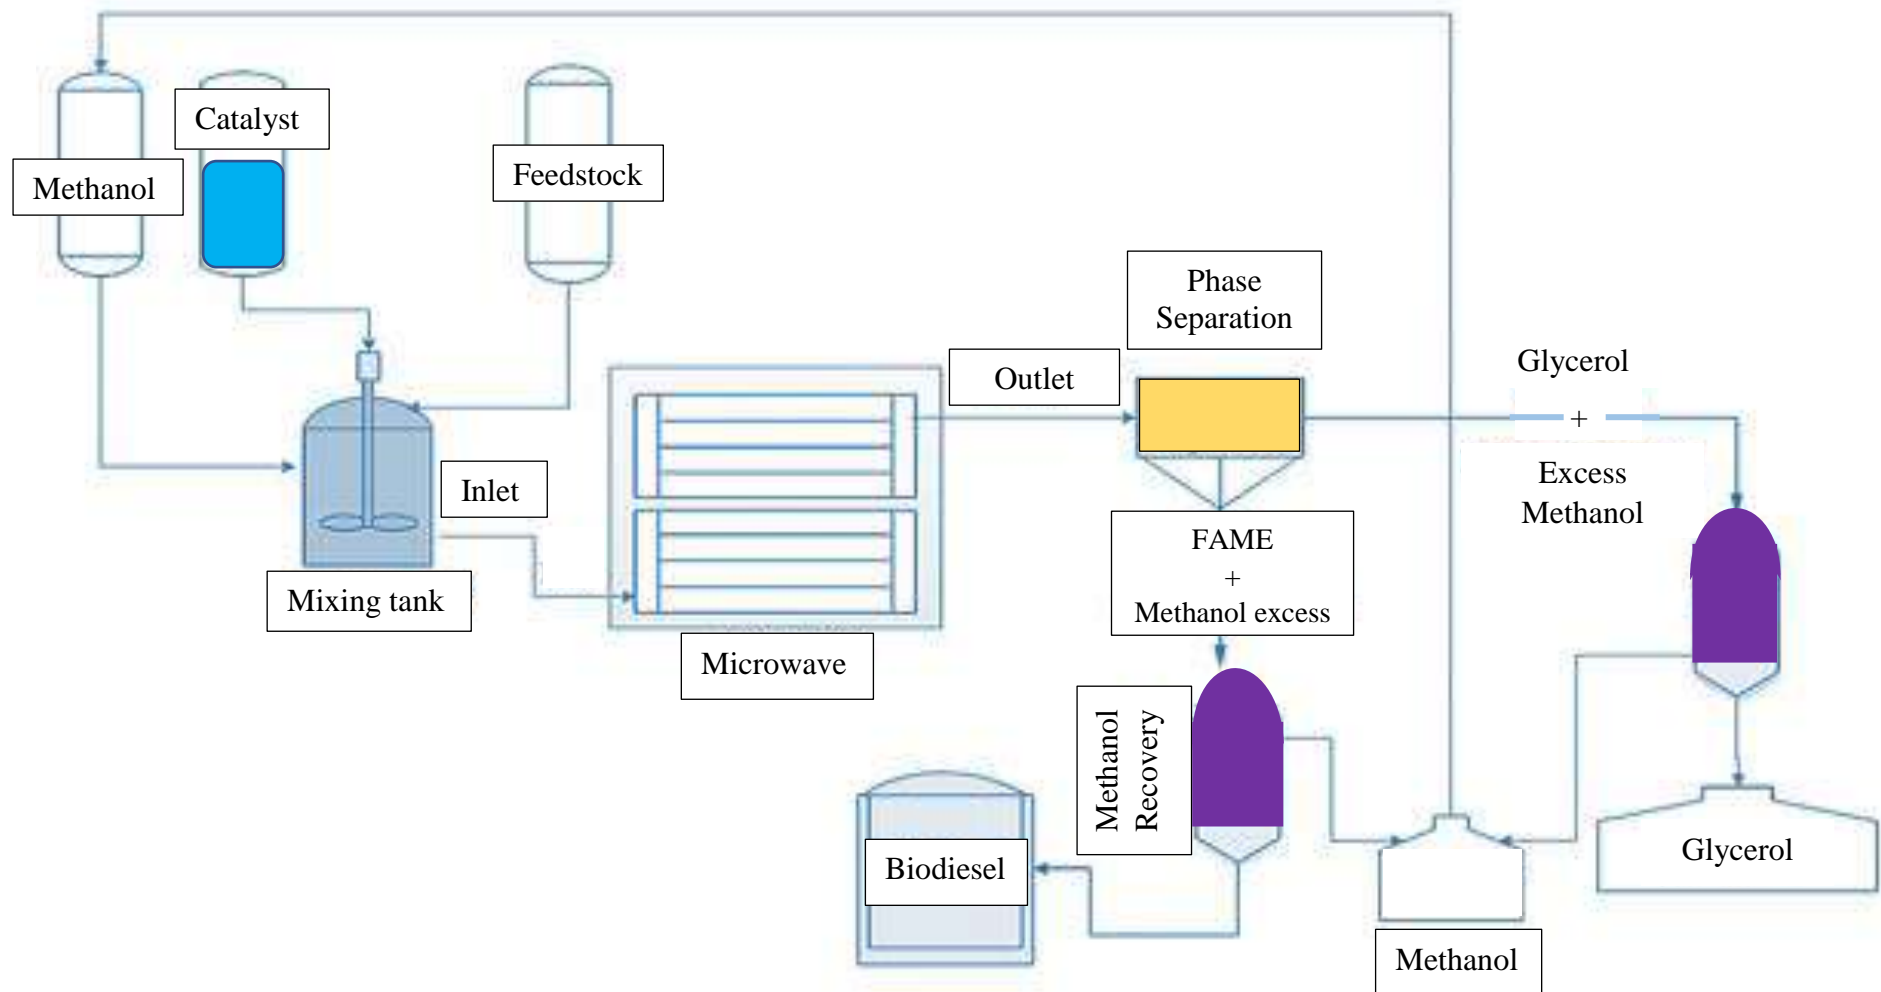 Catalyst
Methanol
Feedstock
Phase
Separation
Outlet
Glycerol
+
Excess
Methanol
Inlet
Mixing tank
Microwave
FAME
+
Methanol excess
Methanol
Recovery
Biodiesel
Glycerol
Methanol